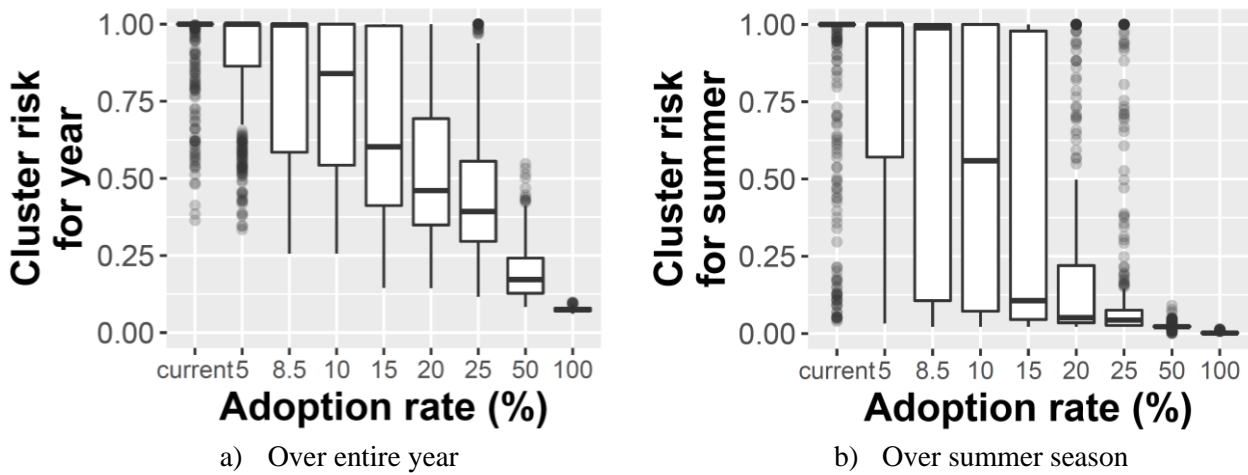 Cluster risk
for year
1.00
0.75
0.50
0.25
0.00
current 5 8.5 10 15 20 25 50 100
Adoption rate (%)
a) Over entire year
Cluster risk
for summer
1.00
0.75
0.50
0.25
0.00
current 5 8.5 10 15 20 25 50 100
Adoption rate (%)
b) Over summer season